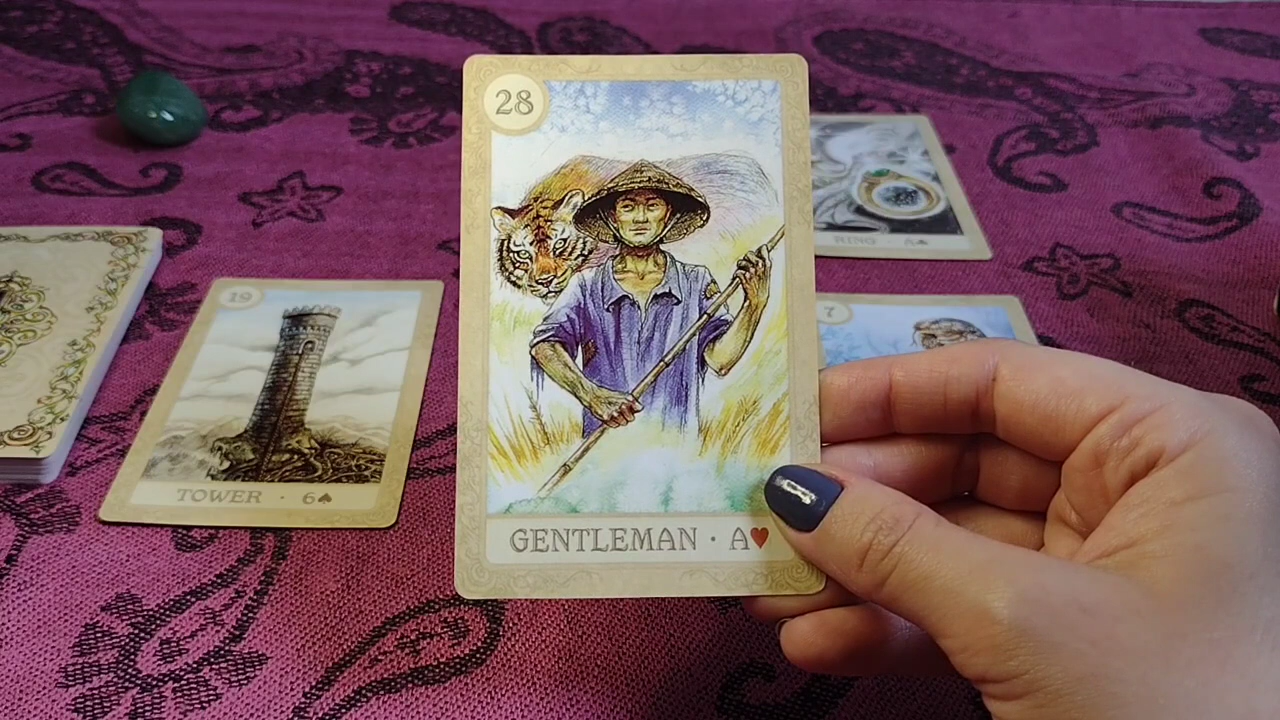 28
GENTLEMAN · A♥
19
TOWER · 6♠
RING · A♣
7